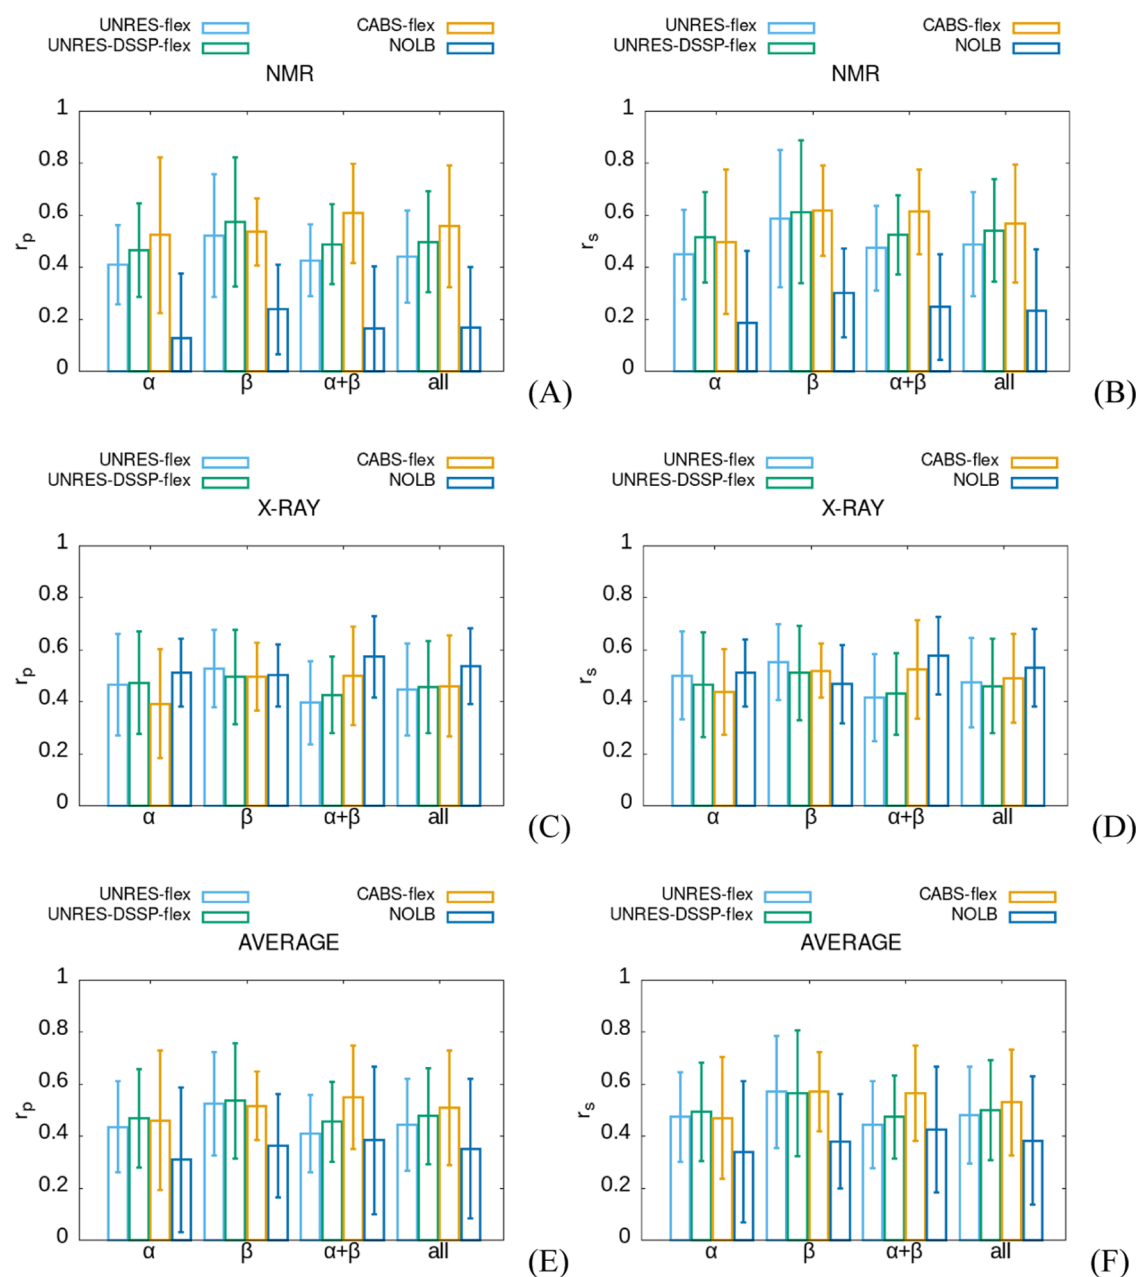 UNRES-flex CABS-flex
UNRES-DSSP-flex NOLB
NMR
1
0.8
0.6
0.4
0.2
0
rp
α β α+β all
(A)
UNRES-flex CABS-flex
UNRES-DSSP-flex NOLB
NMR
1
0.8
0.6
0.4
0.2
0
rs
α β α+β all
(B)
UNRES-flex CABS-flex
UNRES-DSSP-flex NOLB
X-RAY
1
0.8
0.6
0.4
0.2
0
rp
α β α+β all
(C)
UNRES-flex CABS-flex
UNRES-DSSP-flex NOLB
X-RAY
1
0.8
0.6
0.4
0.2
0
rs
α β α+β all
(D)
UNRES-flex CABS-flex
UNRES-DSSP-flex NOLB
AVERAGE
1
0.8
0.6
0.4
0.2
0
rp
α β α+β all
(E)
UNRES-flex CABS-flex
UNRES-DSSP-flex NOLB
AVERAGE
1
0.8
0.6
0.4
0.2
0
rs
α β α+β all
(F)